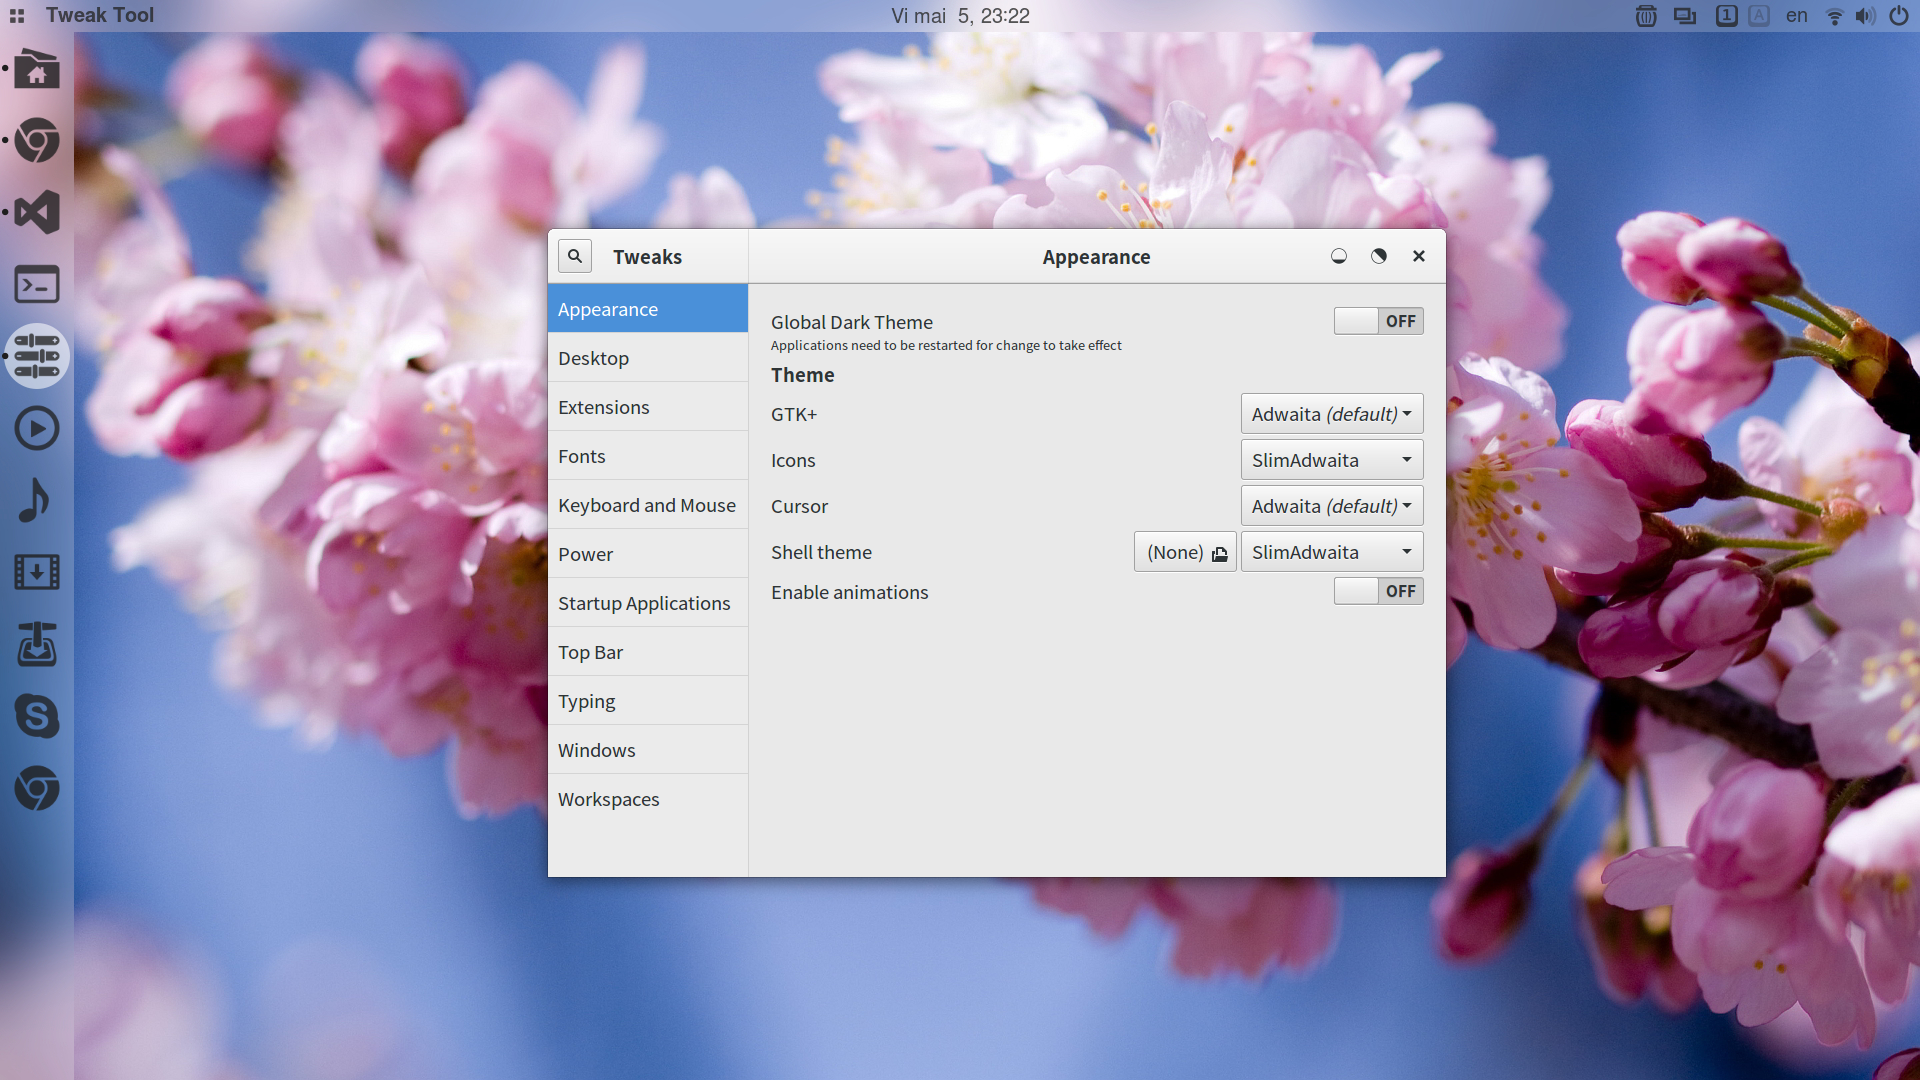 Tweak Tool
Vi mai 5, 23:22
1
A
en
Tweaks
Appearance
Appearance
Desktop
Extensions
Fonts
Keyboard and Mouse
Power
Startup Applications
Top Bar
Typing
Windows
Workspaces
Global Dark Theme OFF
Applications need to be restarted for change to take effect
Theme
GTK+ Adwaita (default)
Icons SlimAdwaita
Cursor Adwaita (default)
Shell theme (None) SlimAdwaita
Enable animations OFF
S